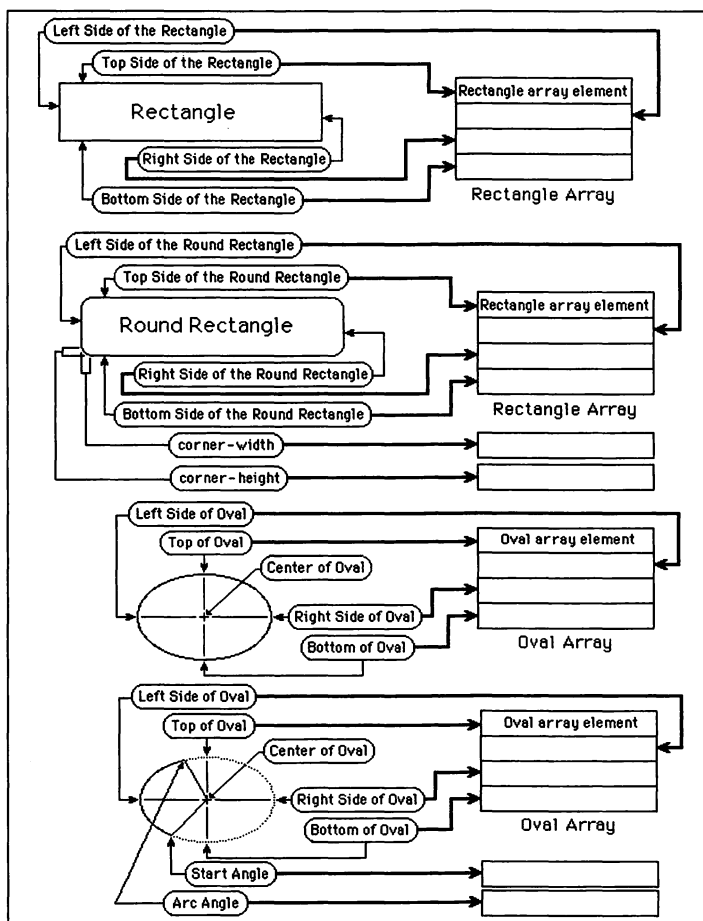 Left Side of the Rectangle
Top Side of the Rectangle
Rectangle array element
Rectangle
Right Side of the Rectangle
Bottom Side of the Rectangle
Rectangle Array
Left Side of the Round Rectangle
Top Side of the Round Rectangle
Rectangle array element
Round Rectangle
Right Side of the Round Rectangle
Bottom Side of the Round Rectangle
Rectangle Array
corner-width
corner-height
Left Side of Oval
Top of Oval
Oval array element
Center of Oval
Right Side of Oval
Bottom of Oval
Oval Array
Left Side of Oval
Top of Oval
Oval array element
Center of Oval
Right Side of Oval
Bottom of Oval
Oval Array
Start Angle
Arc Angle